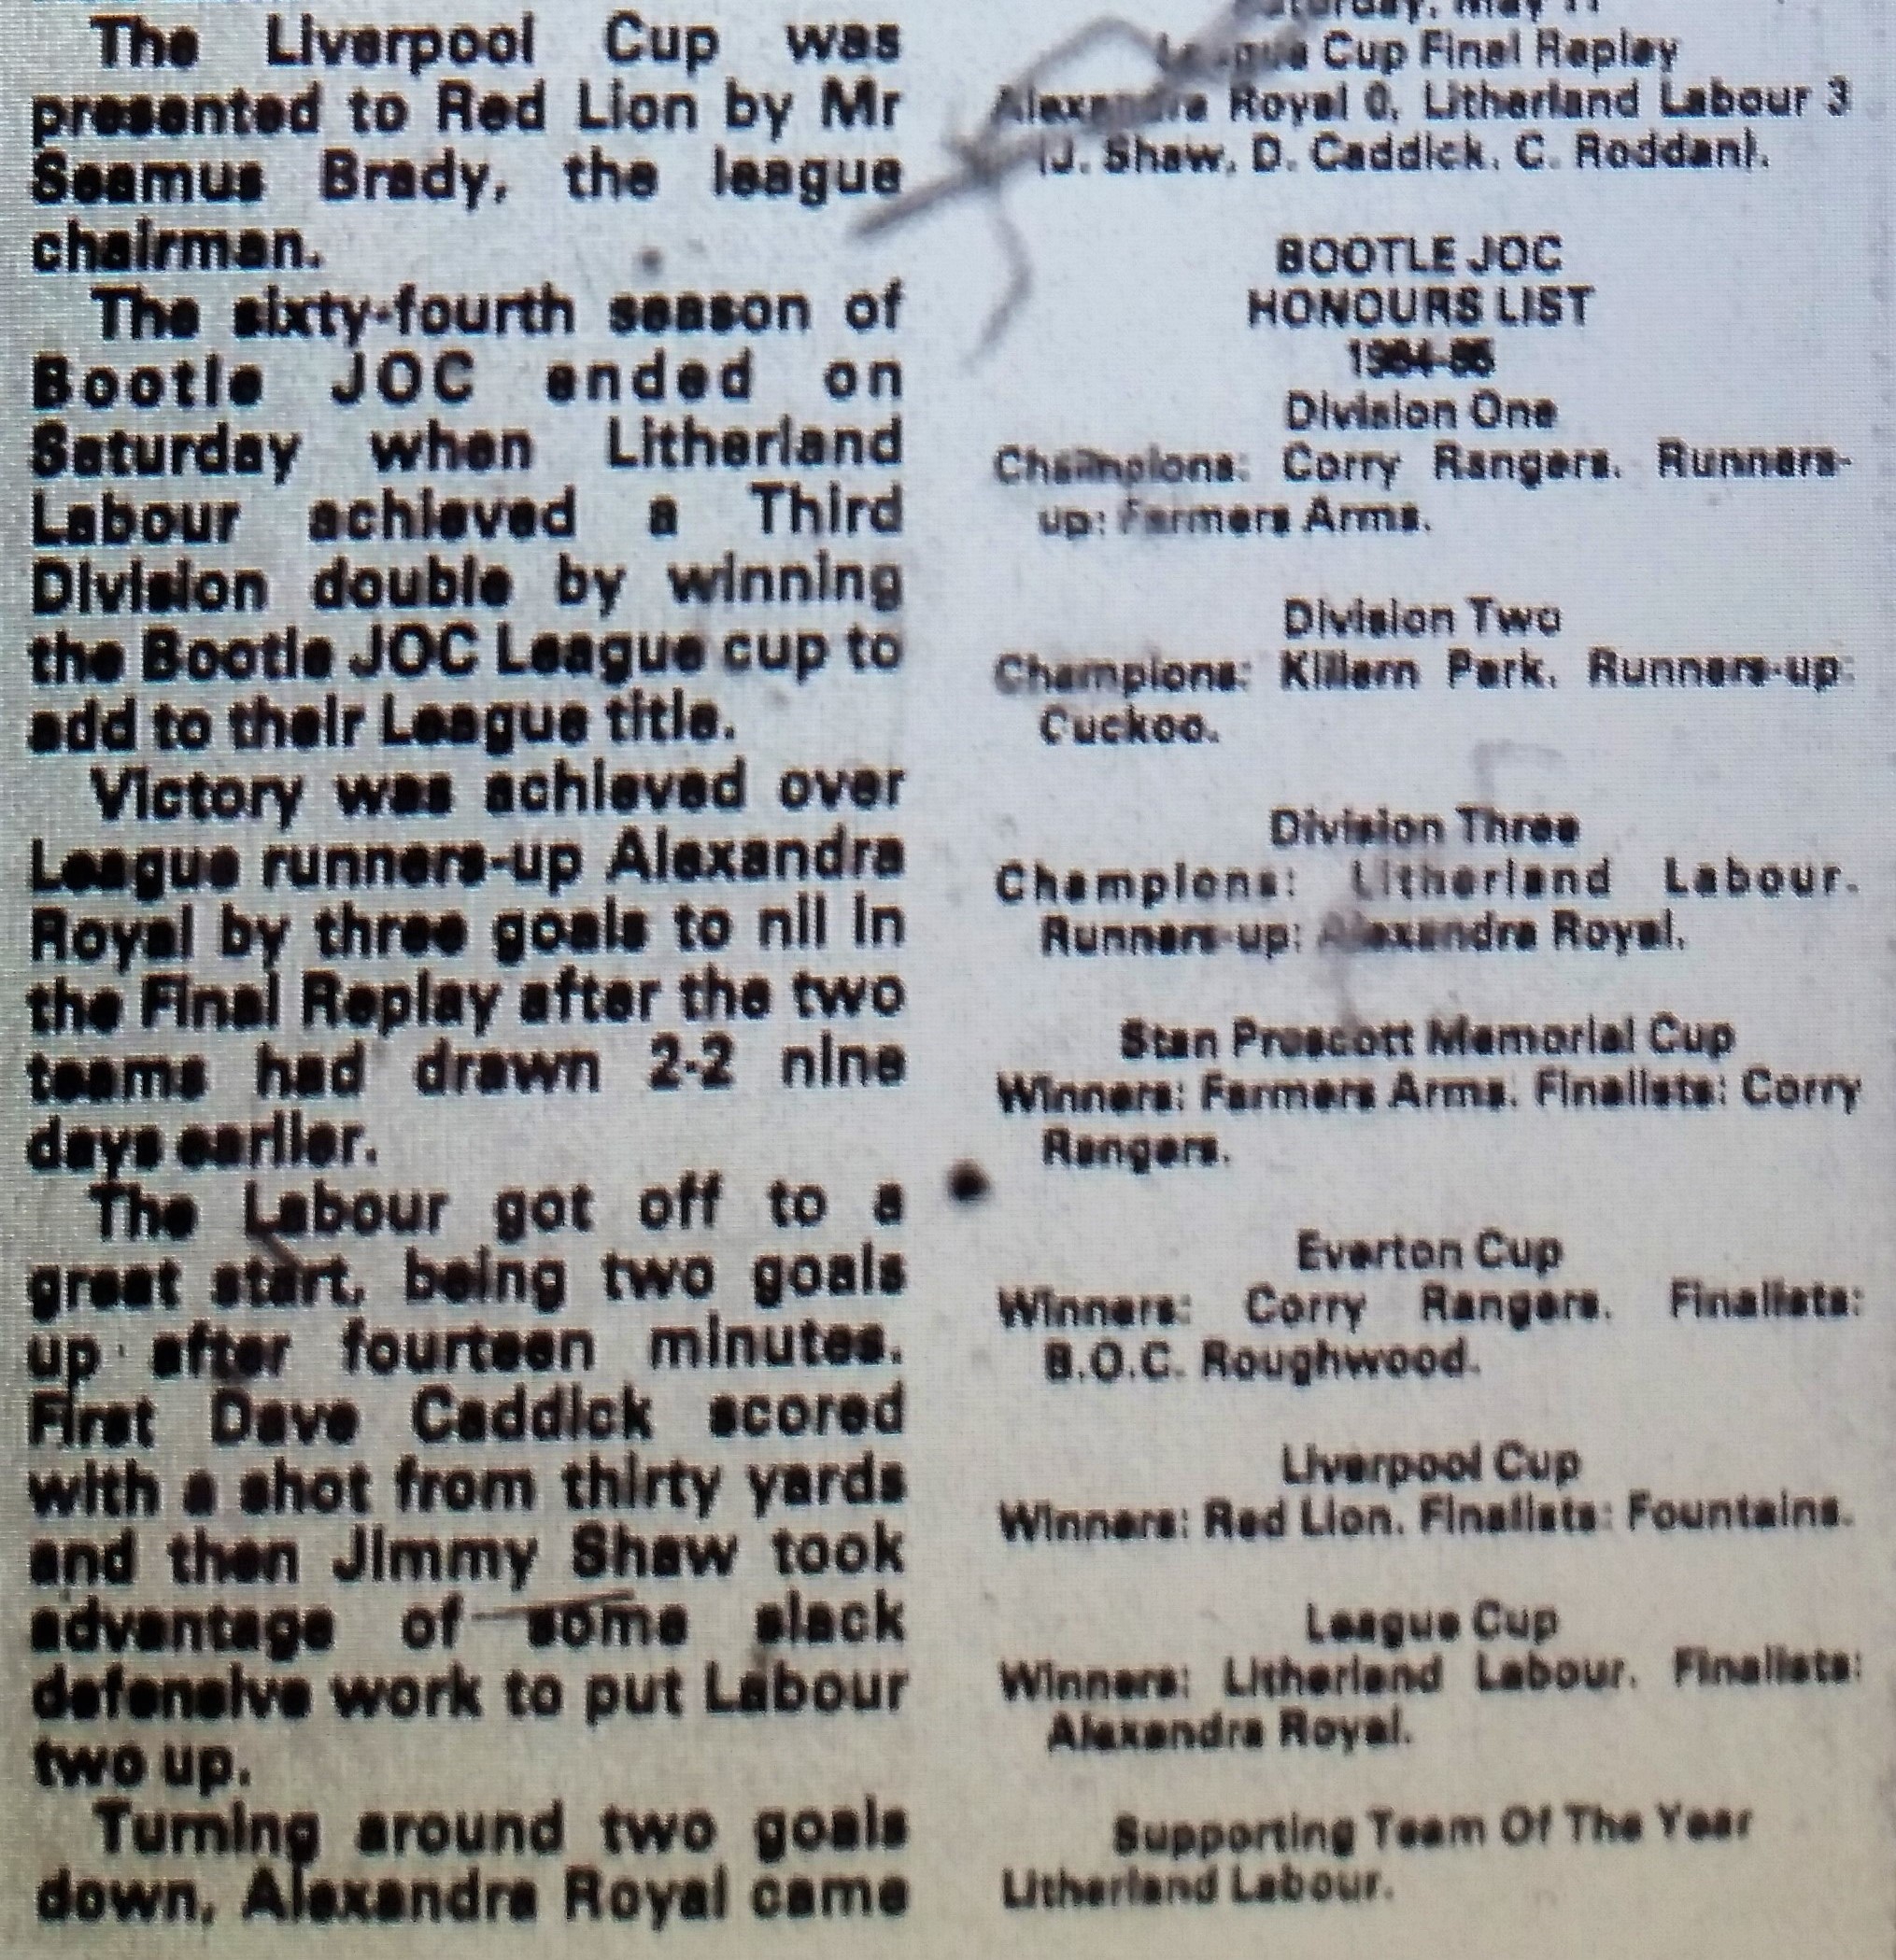 The Liverpool Cup was
presented to Red Lion by Mr
Seamus Brady, the league
chairman.
The sixty-fourth season of
Bootle JOC ended on
Saturday when Litherland
Labour achieved a Third
Division double by winning
the Bootle JOC League cup to
add to their League title.
Victory was achieved over
League runners-up Alexandra
Royal by three goals to nil in
the Final Replay after the two
teams had drawn 2-2 nine
days earlier.
The Labour got off to a
great start, being two goals
up after fourteen minutes.
First Dave Caddick scored
with a shot from thirty yards
and then Jimmy Shaw took
advantage of some slack
defensive work to put Labour
two up.
Turning around two goals
down, Alexandra Royal came
Saturday, May 11
League Cup Final Replay
Alexandra Royal 0, Litherland Labour 3
(J. Shaw, D. Caddick, C. Roddan).
BOOTLE JOC
HONOURS LIST
1984-85
Division One
Champions: Corry Rangers. Runners-
up: Farmers Arms.
Division Two
Champions: Killern Park. Runners-up:
Cuckoo.
Division Three
Champions: Litherland Labour.
Runners-up: Alexandra Royal.
Stan Prescott Memorial Cup
Winners: Farmers Arms. Finalists: Corry
Rangers.
Everton Cup
Winners: Corry Rangers. Finalists:
B.O.C. Roughwood.
Liverpool Cup
Winners: Red Lion. Finalists: Fountains.
League Cup
Winners: Litherland Labour. Finalists:
Alexandra Royal.
Supporting Team Of The Year
Litherland Labour.